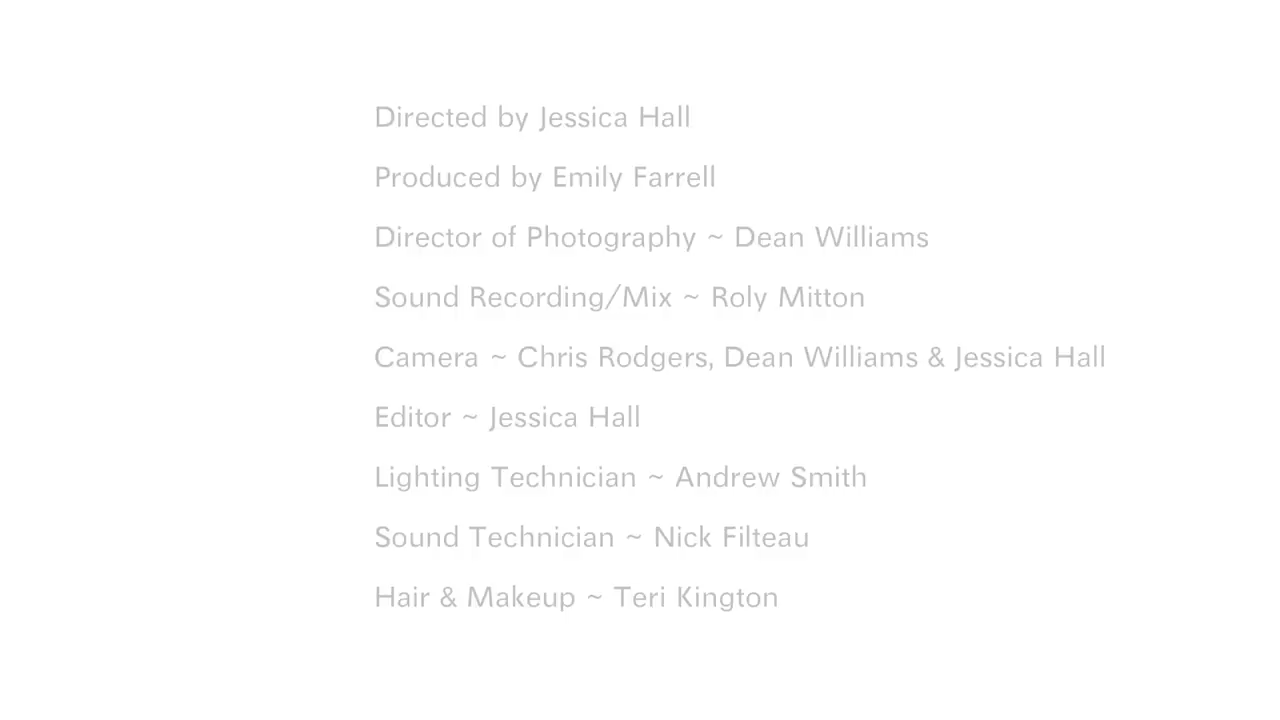 Directed by Jessica Hall
Produced by Emily Farrell
Director of Photography ~ Dean Williams
Sound Recording/Mix ~ Roly Mitton
Camera ~ Chris Rodgers, Dean Williams & Jessica Hall
Editor ~ Jessica Hall
Lighting Technician ~ Andrew Smith
Sound Technician ~ Nick Filteau
Hair & Makeup ~ Teri Kington